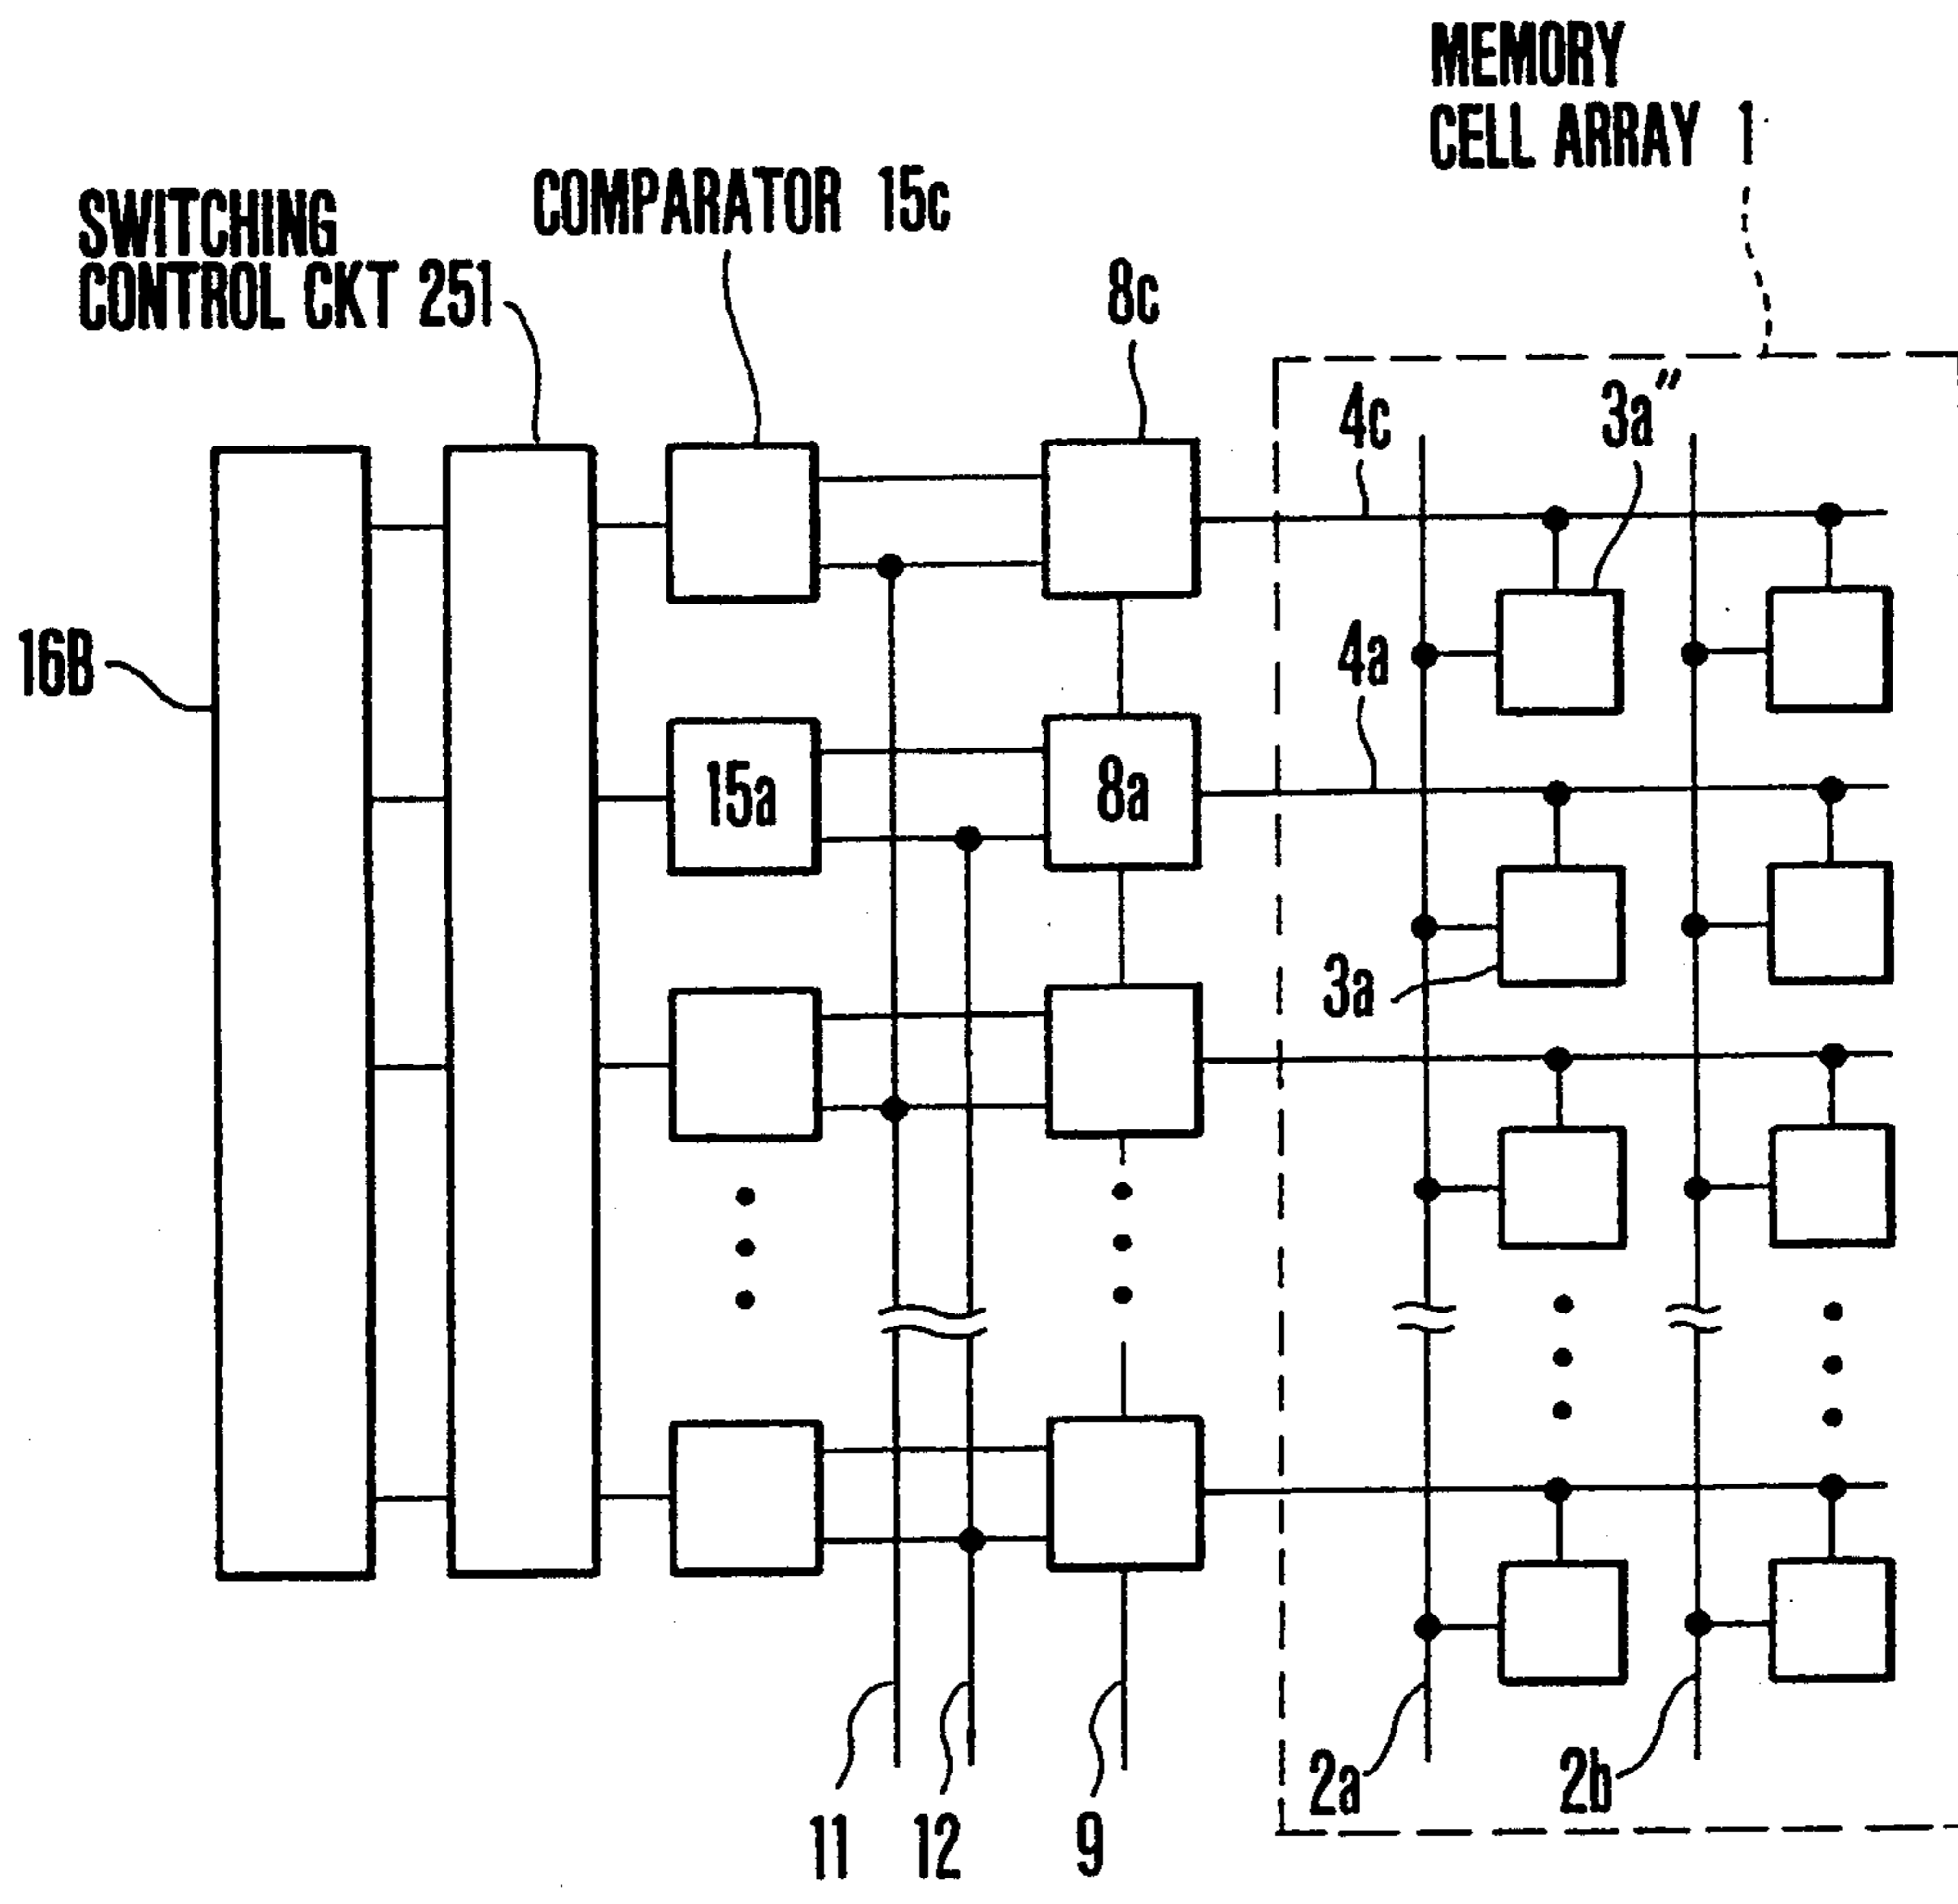 MEMORY
CELL ARRAY 1
SWITCHING
CONTROL CKT 251
COMPARATOR 15c
8c
4c
3a"
16B
4a
15a
8a
3a
2a
2b
11
12
9